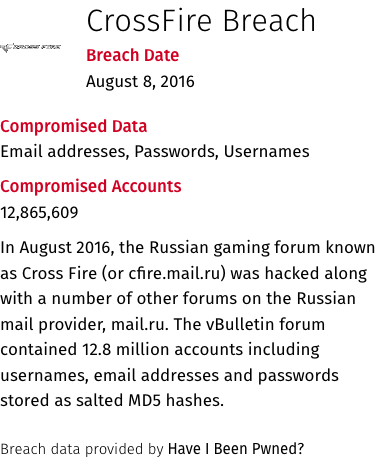 CrossFire Breach
Breach Date
August 8, 2016
CROSS FIRE
Compromised Data
Email addresses, Passwords, Usernames
Compromised Accounts
12,865,609
In August 2016, the Russian gaming forum known
as Cross Fire (or cfire.mail.ru) was hacked along
with a number of other forums on the Russian
mail provider, mail.ru. The vBulletin forum
contained 12.8 million accounts including
usernames, email addresses and passwords
stored as salted MD5 hashes.
Breach data provided by Have I Been Pwned?